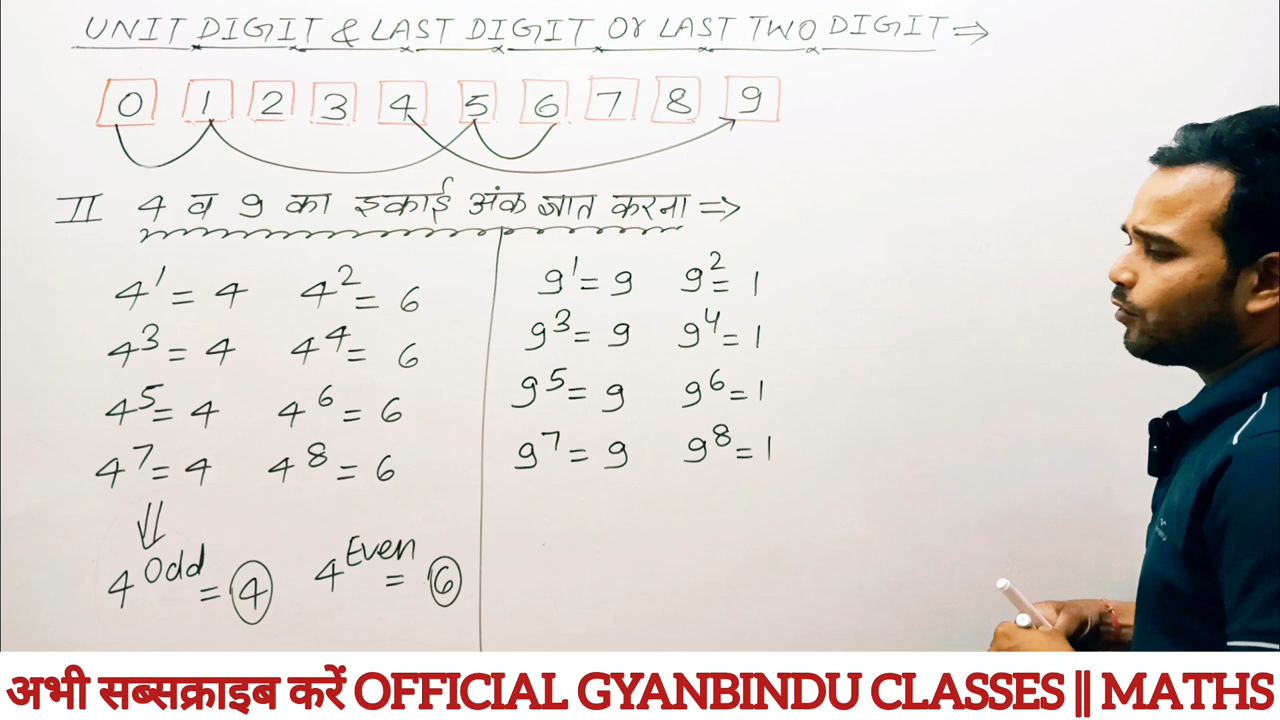 UNIT DIGIT & LAST DIGIT Or LAST TWO DIGIT ⇒
0 1 2 3 4 5 6 7 8 9
II 4 व 9 का इकाई अंक ज्ञात करना ⇒
4¹ = 4 4² = 6 9¹ = 9 9² = 1
4³ = 4 4⁴ = 6 9³ = 9 9⁴ = 1
4⁵ = 4 4⁶ = 6 9⁵ = 9 9⁶ = 1
4⁷ = 4 4⁸ = 6 9⁷ = 9 9⁸ = 1
⇓
4^Odd = 4 4^Even = 6
अभी सब्सक्राइब करें OFFICIAL GYANBINDU CLASSES || MATHS